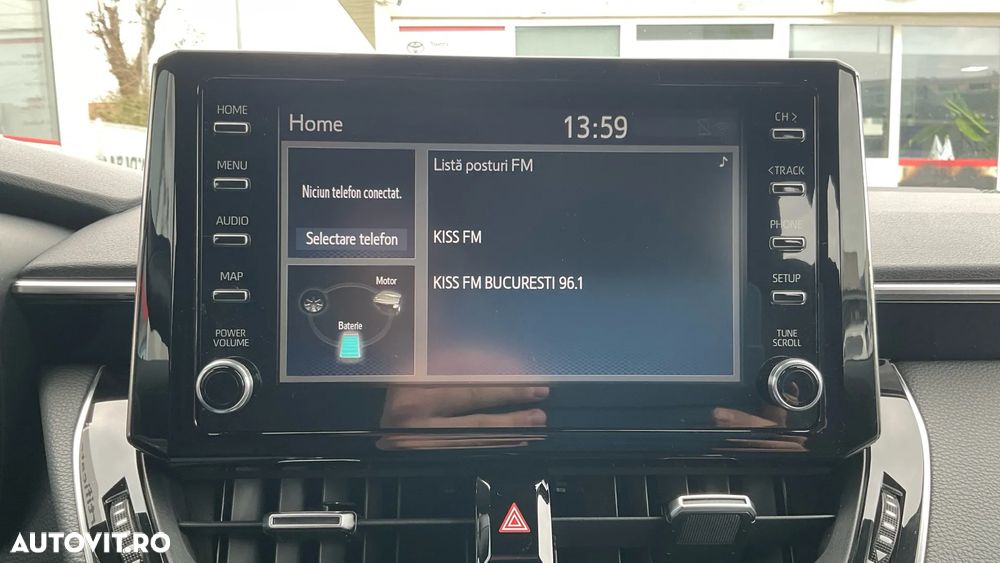 HOME
MENU
AUDIO
MAP
POWER
VOLUME
Home
13:59
Niciun telefon conectat.
Selectare telefon
Motor
Baterie
Listă posturi FM
KISS FM
KISS FM BUCURESTI 96.1
CH >
< TRACK
PHONE
SETUP
TUNE
SCROLL
AUTOVIT.RO